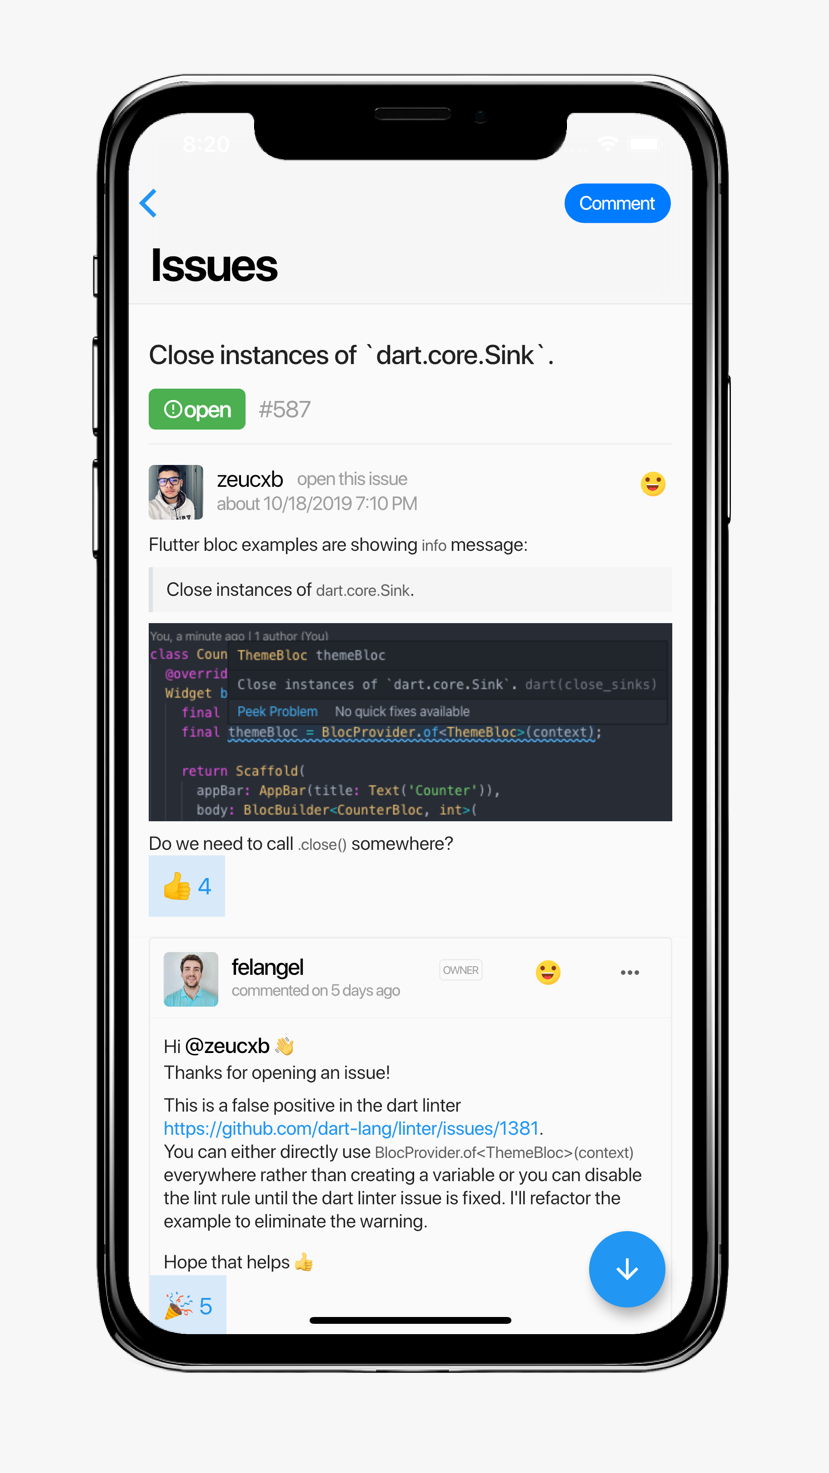 8:20
Comment
Issues
Close instances of `dart.core.Sink`.
open #587
zeucxb open this issue
about 10/18/2019 7:10 PM
Flutter bloc examples are showing info message:
Close instances of dart.core.Sink.
You, a minute ago | 1 author (You)
class Coun ThemeBloc themeBloc
@overrid
Close instances of `dart.core.Sink`. dart(close_sinks)
Widget b
Peek Problem No quick fixes available
final
final themeBloc = BlocProvider.of<ThemeBloc>(context);
return Scaffold(
appBar: AppBar(title: Text('Counter')),
body: BlocBuilder<CounterBloc, int>(
Do we need to call .close() somewhere?
👍 4
felangel OWNER
commented on 5 days ago
Hi @zeucxb 👋
Thanks for opening an issue!
This is a false positive in the dart linter
https://github.com/dart-lang/linter/issues/1381.
You can either directly use BlocProvider.of<ThemeBloc>(context)
everywhere rather than creating a variable or you can disable
the lint rule until the dart linter issue is fixed. I'll refactor the
example to eliminate the warning.
Hope that helps 👍
🎉 5